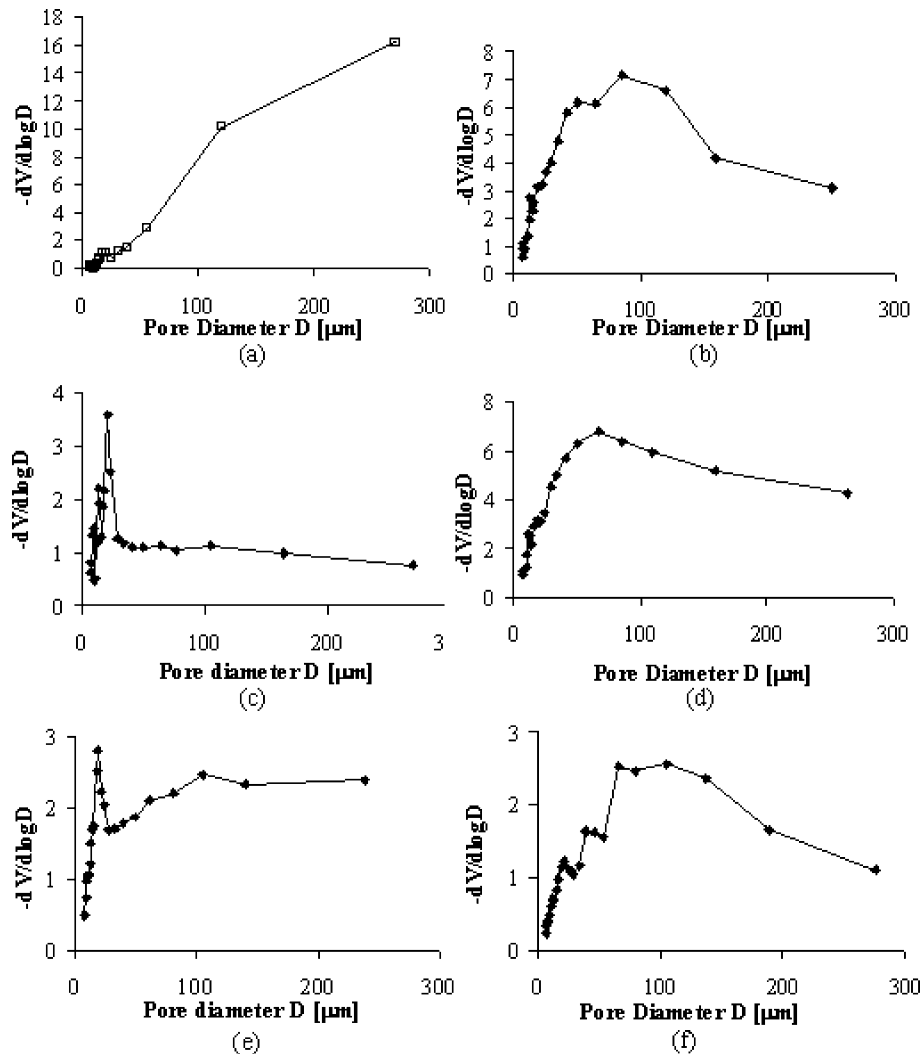 18
16
14
12
10
8
6
4
2
0
-dV/dlogD
0 100 200 300
Pore Diameter D [μm]
(a)
8
7
6
5
4
3
2
1
0
-dV/dlogD
0 100 200 300
Pore Diameter D [μm]
(b)
4
3
2
1
0
-dV/dlogD
0 100 200 3
Pore diameter D [μm]
(c)
8
6
4
2
0
-dV/dlogD
0 100 200 300
Pore Diameter D [μm]
(d)
3
2
1
0
-dV/dlogD
0 100 200 300
Pore diameter D [μm]
(e)
3
2
1
0
-dV/dlogD
0 100 200 300
Pore Diameter D [μm]
(f)